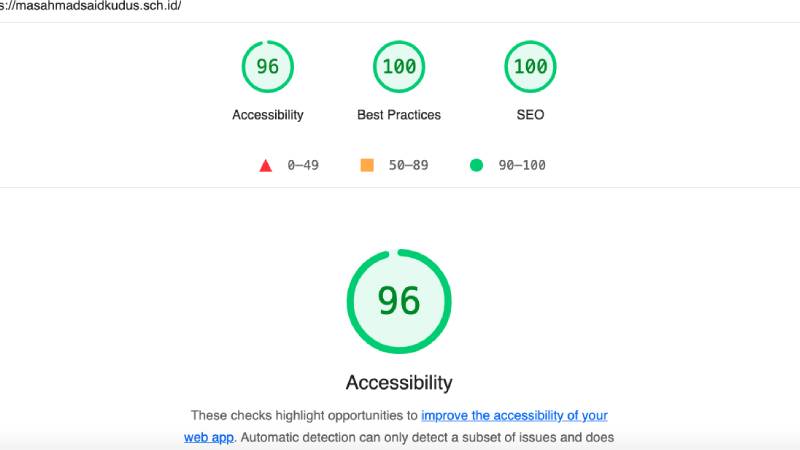 s://masahmadsaidkudus.sch.id/
96 100 100
Accessibility Best Practices SEO
0–49 50–89 90–100
96
Accessibility
These checks highlight opportunities to improve the accessibility of your
web app. Automatic detection can only detect a subset of issues and does